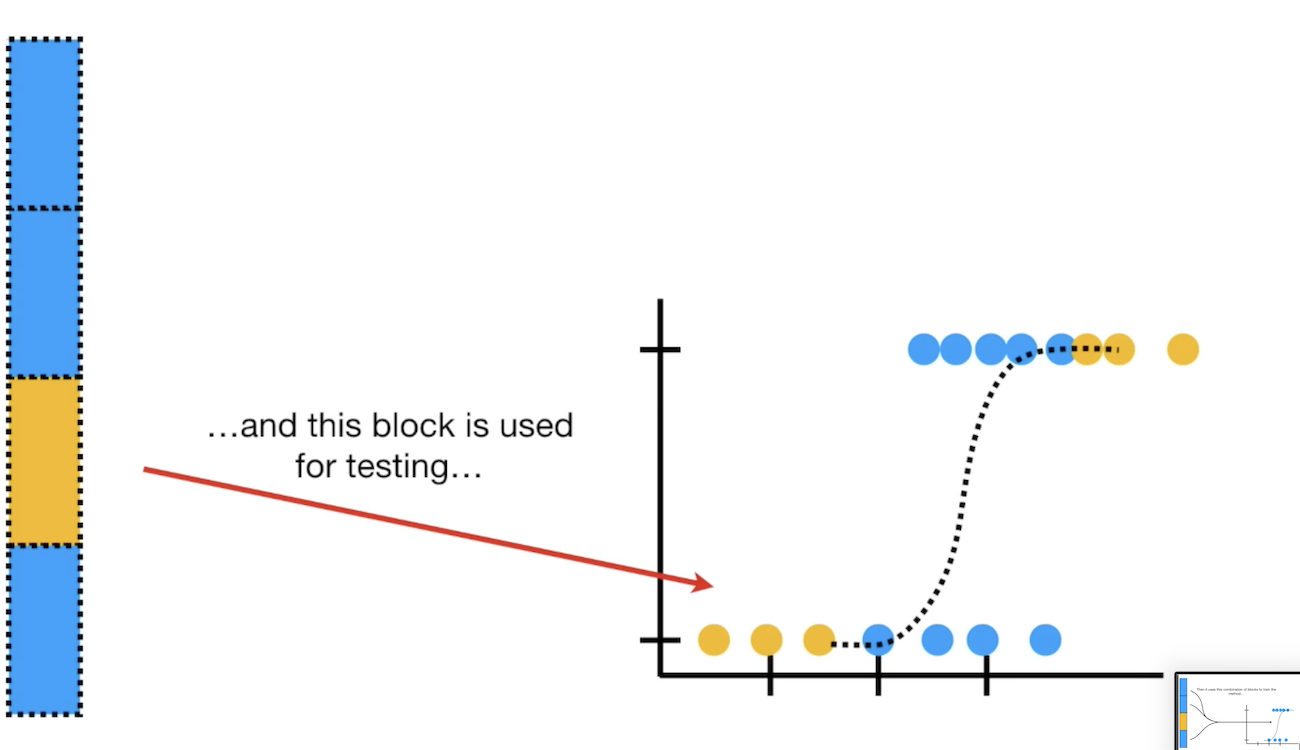 …and this block is used
for testing…
Then it uses this combination of blocks to train the
method…